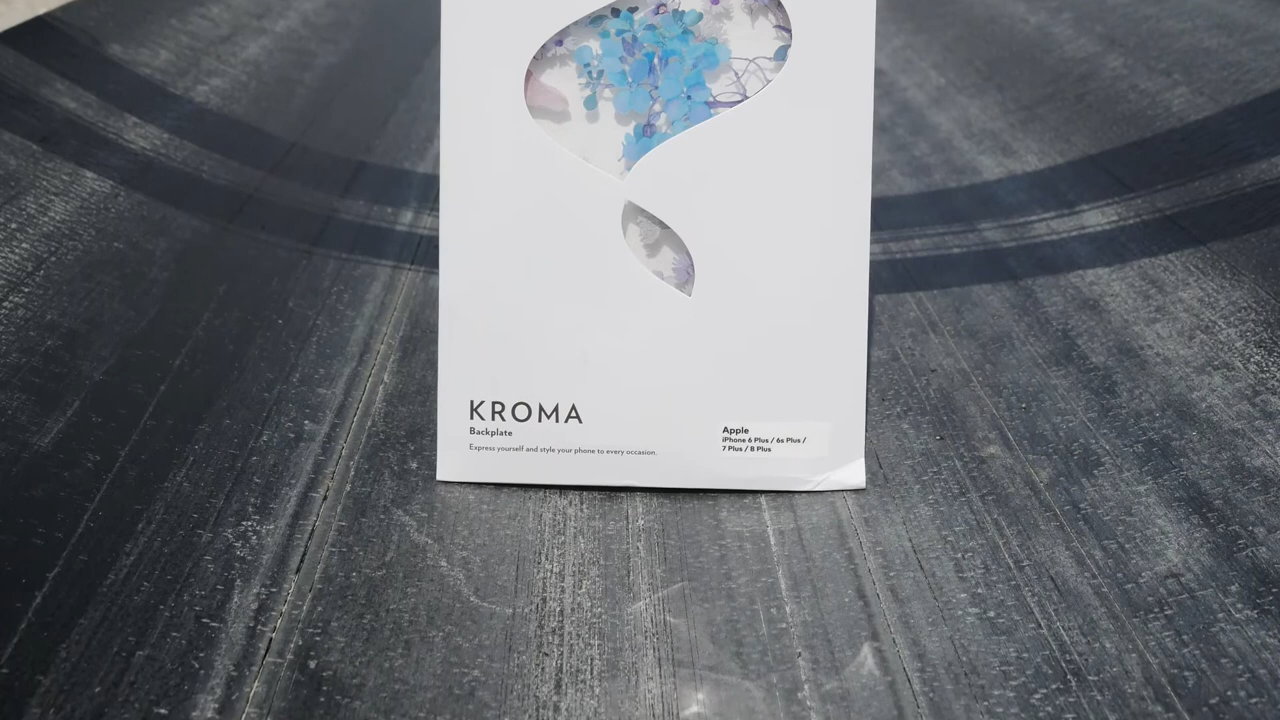 KROMA
Backplate
Express yourself and style your phone to every occasion.
Apple
iPhone 6 Plus / 6s Plus /
7 Plus / 8 Plus